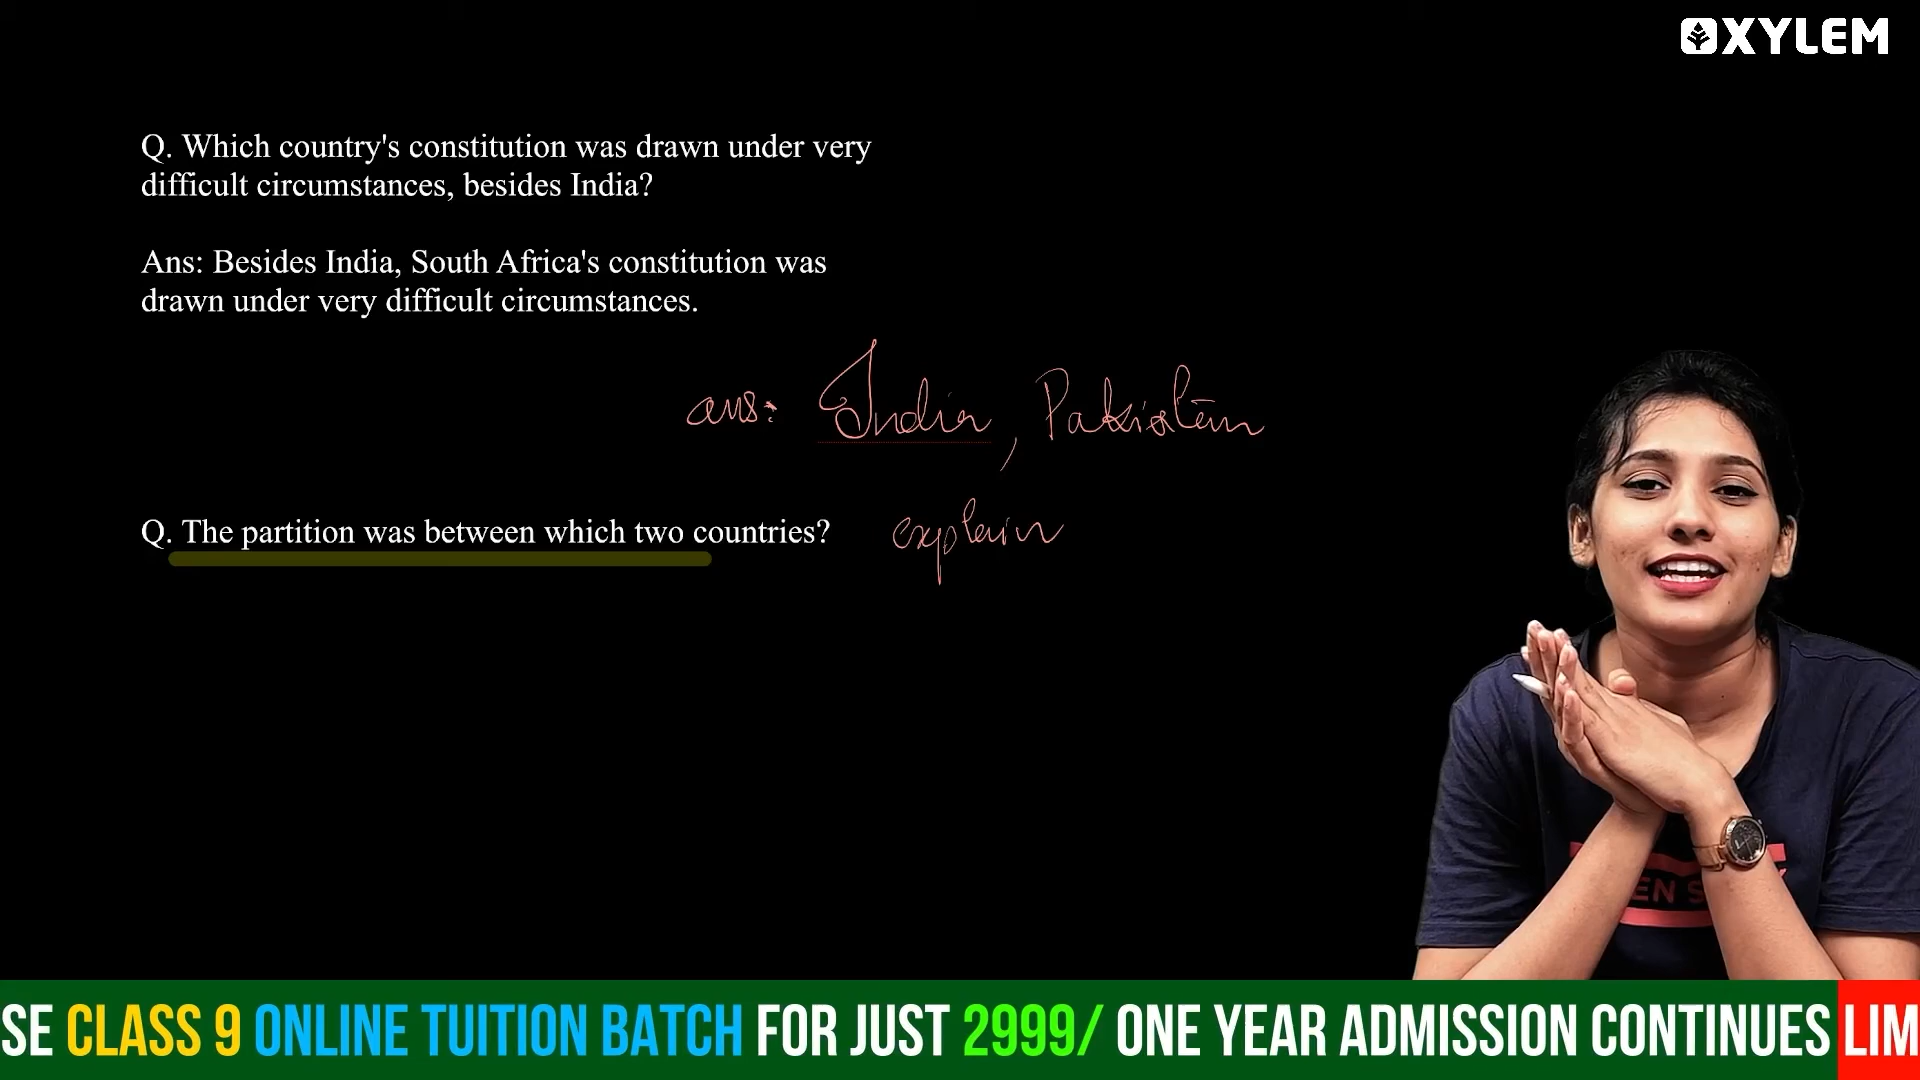 OXYLEM
Q. Which country's constitution was drawn under very
difficult circumstances, besides India?
Ans: Besides India, South Africa's constitution was
drawn under very difficult circumstances.
ans: India, Pakistan
Q. The partition was between which two countries? explain
EN S
SE CLASS 9 ONLINE TUITION BATCH FOR JUST 2999/ ONE YEAR ADMISSION CONTINUES LIM